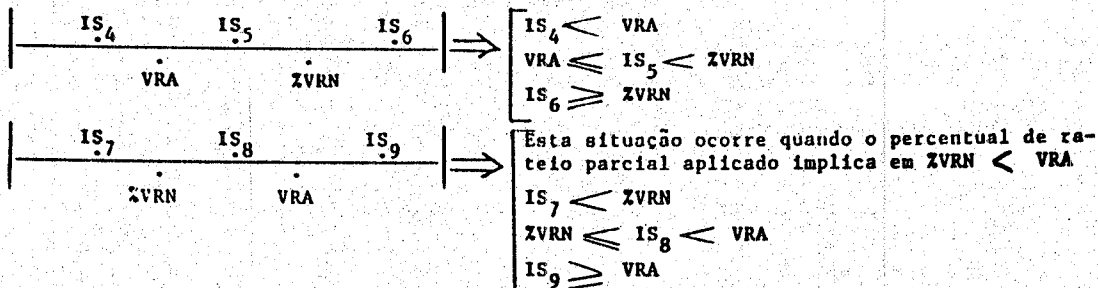 IS4 IS5 IS6
VRA %VRN
IS4 < VRA
VRA ≤ IS5 < %VRN
IS6 ≥ %VRN
IS7 IS8 IS9
%VRN VRA
Esta situação ocorre quando o percentual de ra-
teio parcial aplicado implica em %VRN < VRA
IS7 < %VRN
%VRN ≤ IS8 < VRA
IS9 ≥ VRA